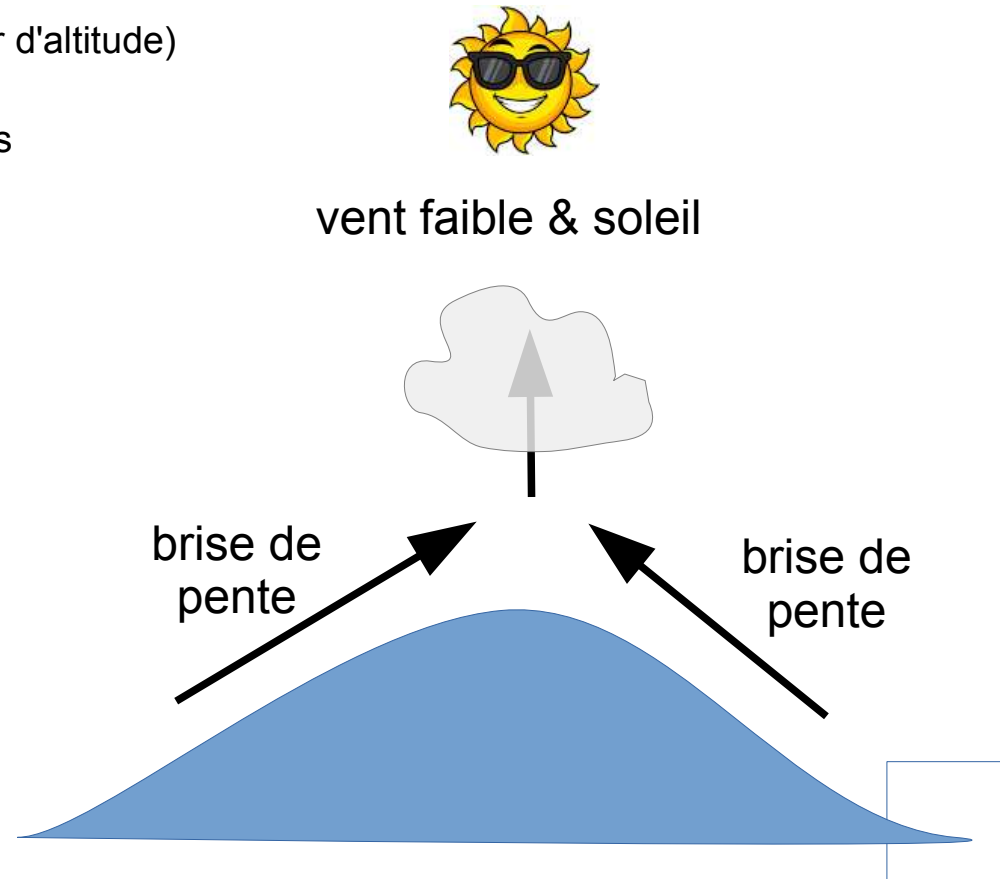 r d'altitude)
s
vent faible & soleil
brise de
pente
brise de
pente